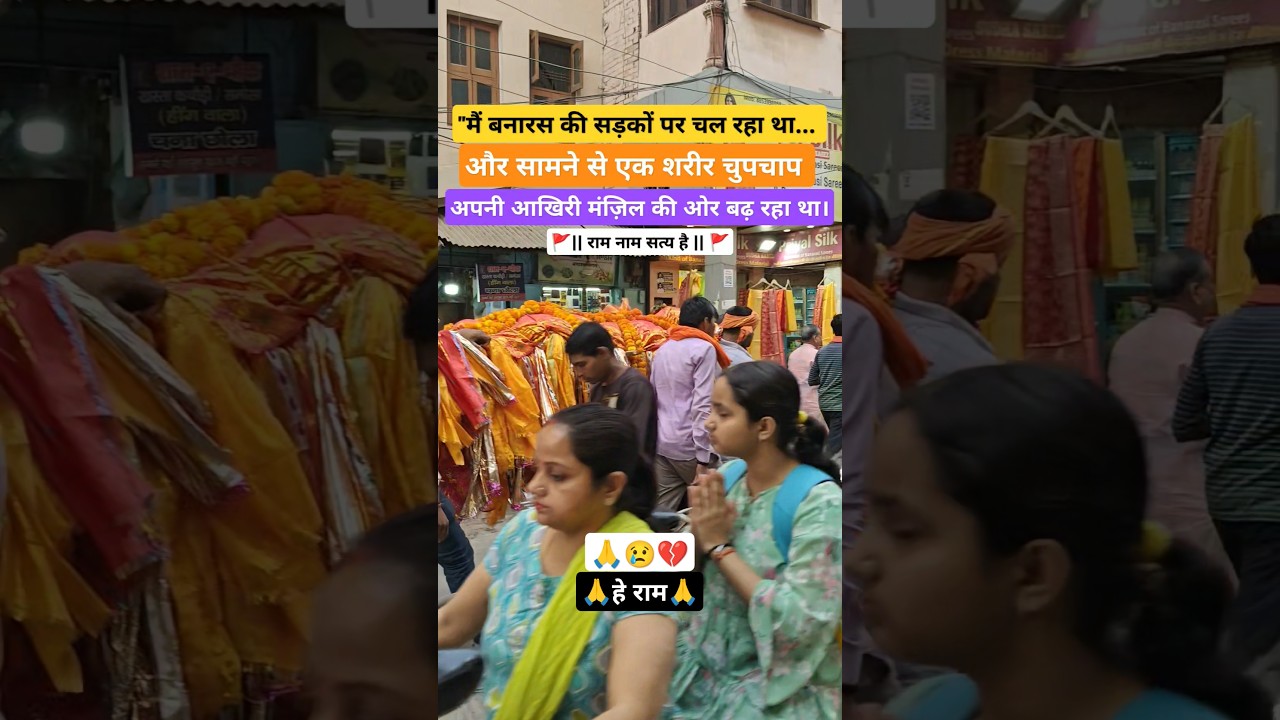 "मैं बनारस की सड़कों पर चल रहा था...
और सामने से एक शरीर चुपचाप
अपनी आखिरी मंज़िल की ओर बढ़ रहा था।
🚩|| राम नाम सत्य है || 🚩
Silk
(हींग वाला)
🙏😢💔
🙏हे राम🙏